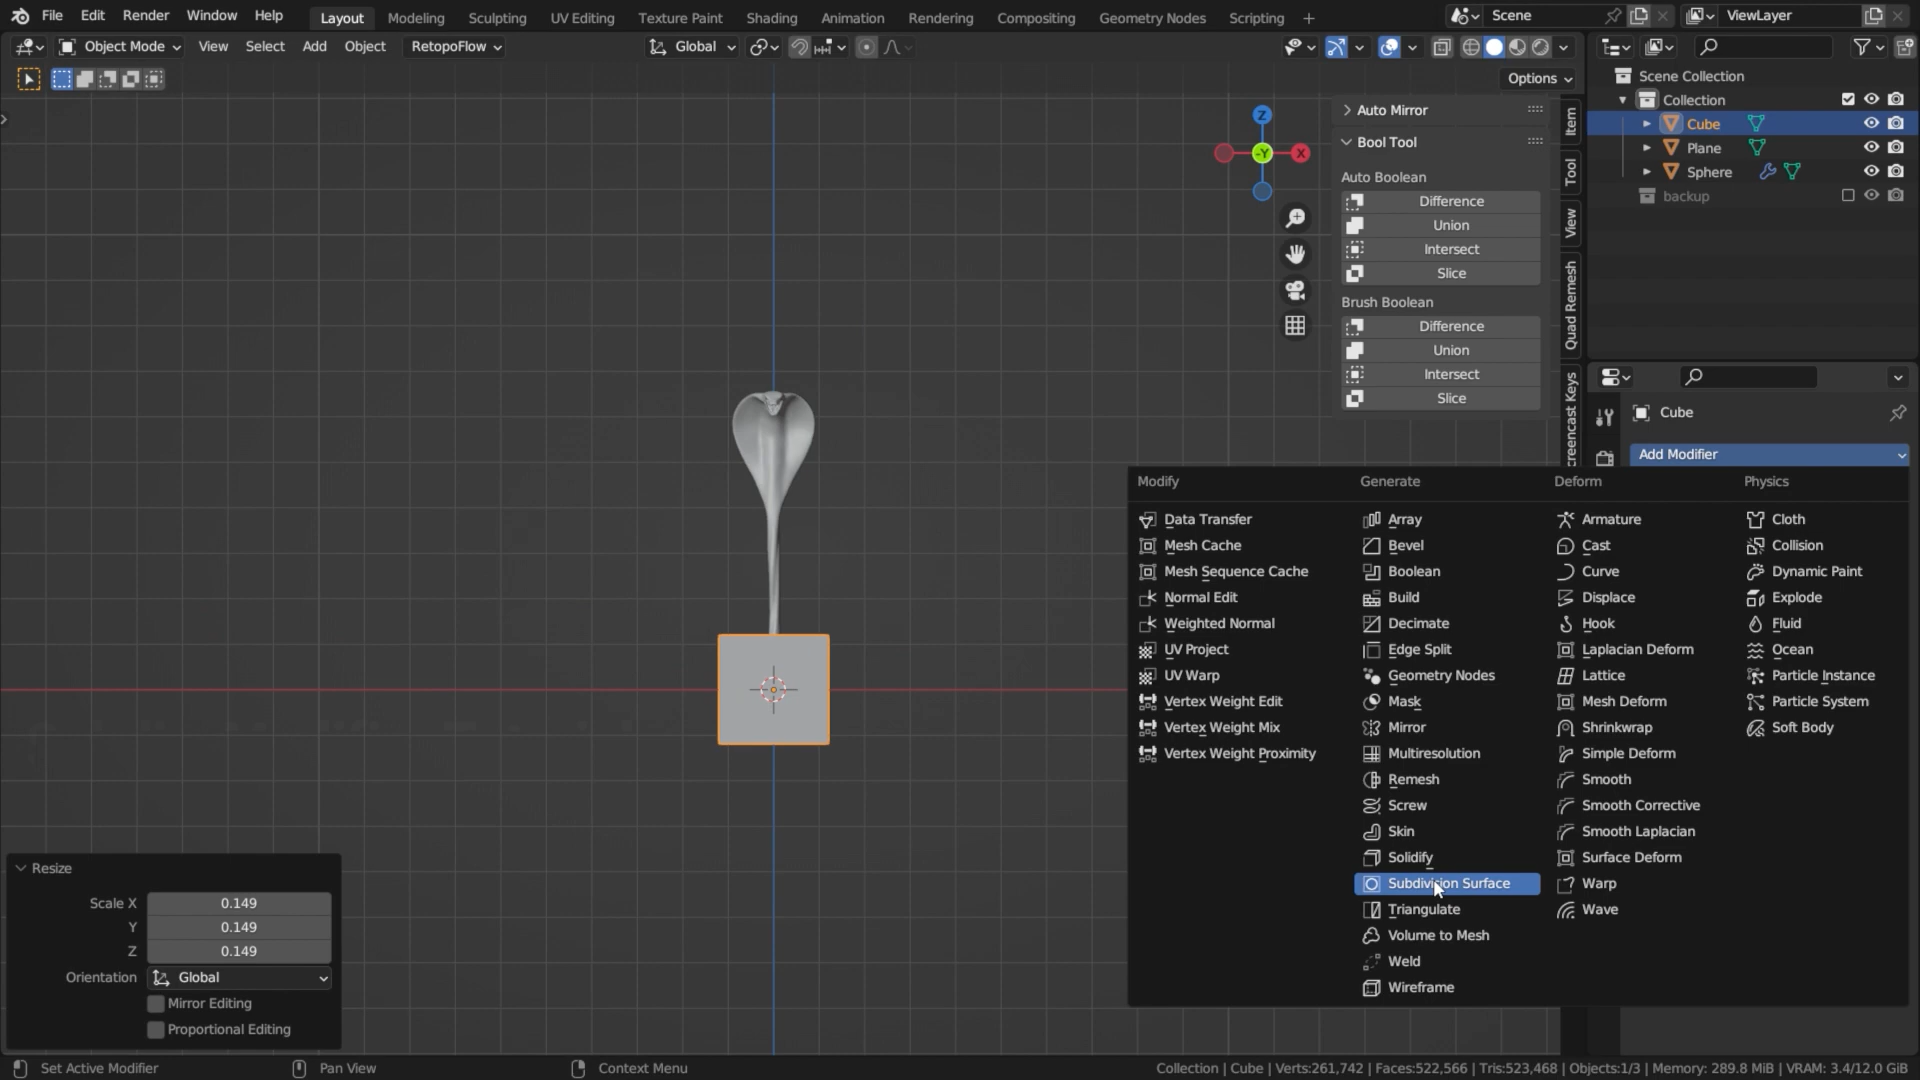 File Edit Render Window Help Layout Modeling Sculpting UV Editing Texture Paint Shading Animation Rendering Compositing Geometry Nodes Scripting + Scene ViewLayer
Object Mode View Select Add Object RetopoFlow Global
Options
Auto Mirror
Bool Tool
Auto Boolean
Difference
Union
Intersect
Slice
Brush Boolean
Difference
Union
Intersect
Slice
Z
-Y
X
Item
Tool
View
Quad Remesh
Screencast Keys
Scene Collection
Collection
Cube
Plane
Sphere
backup
Cube
Add Modifier
Modify
Data Transfer
Mesh Cache
Mesh Sequence Cache
Normal Edit
Weighted Normal
UV Project
UV Warp
Vertex Weight Edit
Vertex Weight Mix
Vertex Weight Proximity
Generate
Array
Bevel
Boolean
Build
Decimate
Edge Split
Geometry Nodes
Mask
Mirror
Multiresolution
Remesh
Screw
Skin
Solidify
Subdivision Surface
Triangulate
Volume to Mesh
Weld
Wireframe
Deform
Armature
Cast
Curve
Displace
Hook
Laplacian Deform
Lattice
Mesh Deform
Shrinkwrap
Simple Deform
Smooth
Smooth Corrective
Smooth Laplacian
Surface Deform
Warp
Wave
Physics
Cloth
Collision
Dynamic Paint
Explode
Fluid
Ocean
Particle Instance
Particle System
Soft Body
Resize
Scale X 0.149
Y 0.149
Z 0.149
Orientation Global
Mirror Editing
Proportional Editing
Set Active Modifier Pan View Context Menu Collection | Cube | Verts:261,742 | Faces:522,566 | Tris:523,468 | Objects:1/3 | Memory: 289.8 MiB | VRAM: 3.4/12.0 GiB